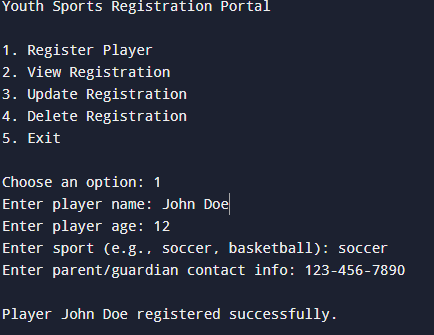 Youth Sports Registration Portal
1. Register Player
2. View Registration
3. Update Registration
4. Delete Registration
5. Exit
Choose an option: 1
Enter player name: John Doe
Enter player age: 12
Enter sport (e.g., soccer, basketball): soccer
Enter parent/guardian contact info: 123-456-7890
Player John Doe registered successfully.